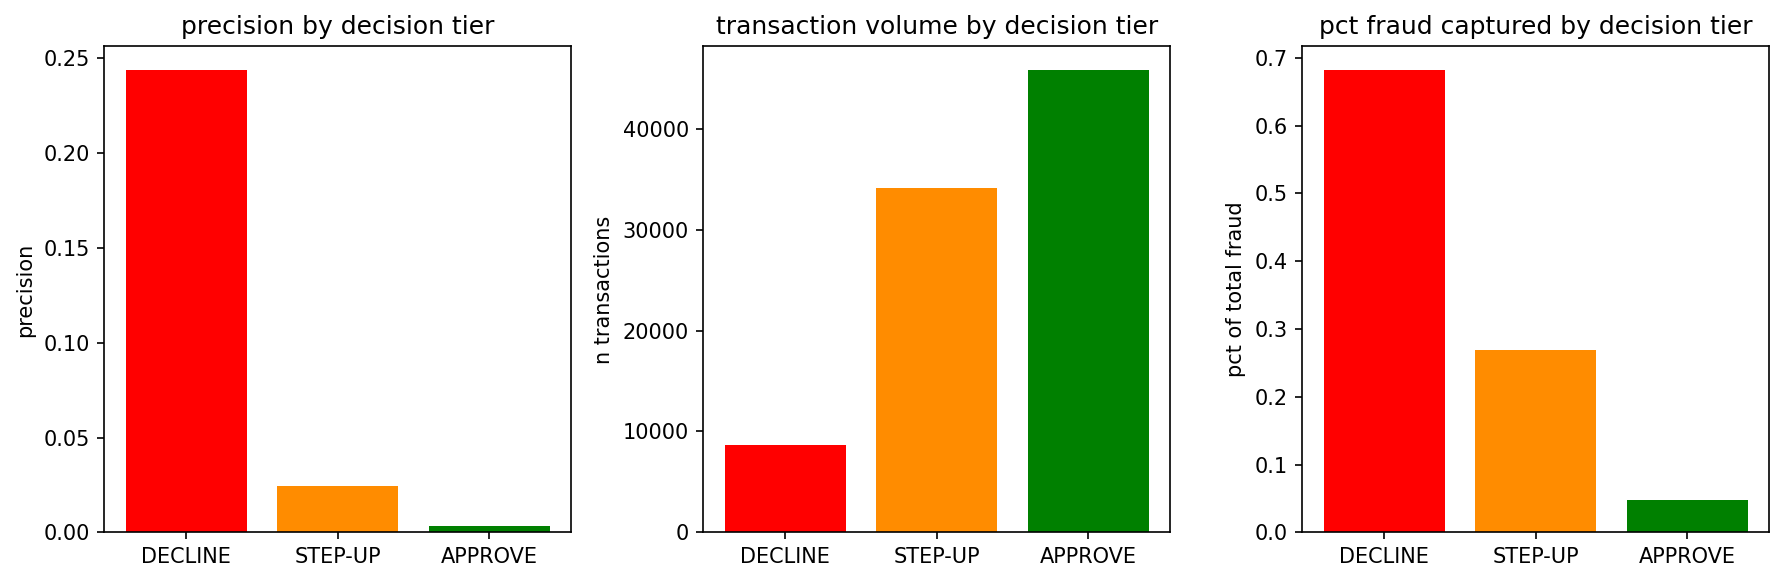 precision by decision tier
precision
0.25
0.20
0.15
0.10
0.05
0.00
DECLINE STEP-UP APPROVE
transaction volume by decision tier
n transactions
40000
30000
20000
10000
0
DECLINE STEP-UP APPROVE
pct fraud captured by decision tier
pct of total fraud
0.7
0.6
0.5
0.4
0.3
0.2
0.1
0.0
DECLINE STEP-UP APPROVE